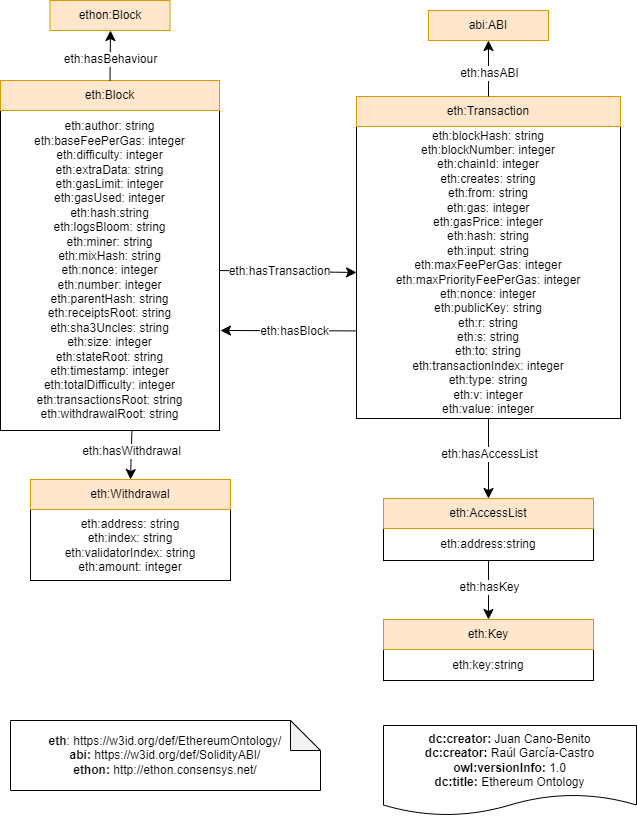 ethon:Block
eth:hasBehaviour
eth:Block
eth:author: string
eth:baseFeePerGas: integer
eth:difficulty: integer
eth:extraData: string
eth:gasLimit: integer
eth:gasUsed: integer
eth:hash:string
eth:logsBloom: string
eth:miner: string
eth:mixHash: string
eth:nonce: integer
eth:number: integer
eth:parentHash: string
eth:receiptsRoot: string
eth:sha3Uncles: string
eth:size: integer
eth:stateRoot: string
eth:timestamp: integer
eth:totalDifficulty: integer
eth:transactionsRoot: string
eth:withdrawalRoot: string
eth:hasTransaction
eth:hasBlock
abi:ABI
eth:hasABI
eth:Transaction
eth:blockHash: string
eth:blockNumber: integer
eth:chainId: integer
eth:creates: string
eth:from: string
eth:gas: integer
eth:gasPrice: integer
eth:hash: string
eth:input: string
eth:maxFeePerGas: integer
eth:maxPriorityFeePerGas: integer
eth:nonce: integer
eth:publicKey: string
eth:r: string
eth:s: string
eth:to: string
eth:transactionIndex: integer
eth:type: string
eth:v: integer
eth:value: integer
eth:hasWithdrawal
eth:Withdrawal
eth:address: string
eth:index: string
eth:validatorIndex: string
eth:amount: integer
eth:hasAccessList
eth:AccessList
eth:address:string
eth:hasKey
eth:Key
eth:key:string
eth: https://w3id.org/def/EthereumOntology/
abi: https://w3id.org/def/SolidityABI/
ethon: http://ethon.consensys.net/
dc:creator: Juan Cano-Benito
dc:creator: Raúl García-Castro
owl:versionInfo: 1.0
dc:title: Ethereum Ontology